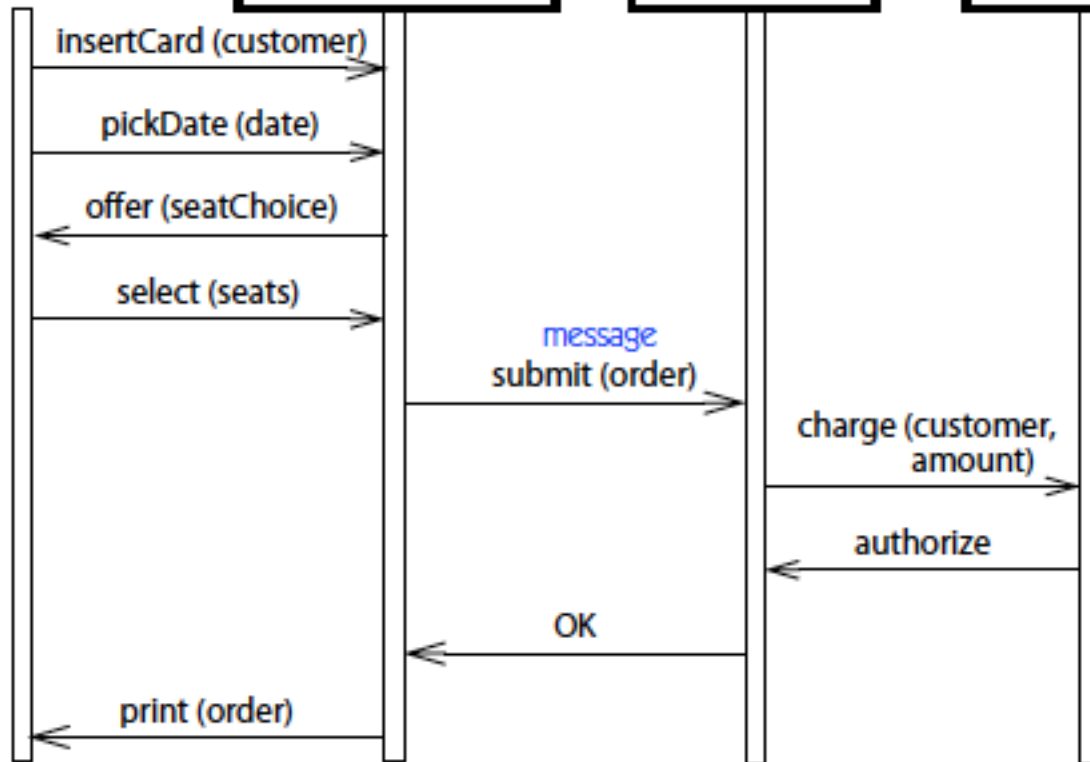 insertCard (customer)
pickDate (date)
offer (seatChoice)
select (seats)
message
submit (order)
charge (customer,
amount)
authorize
OK
print (order)